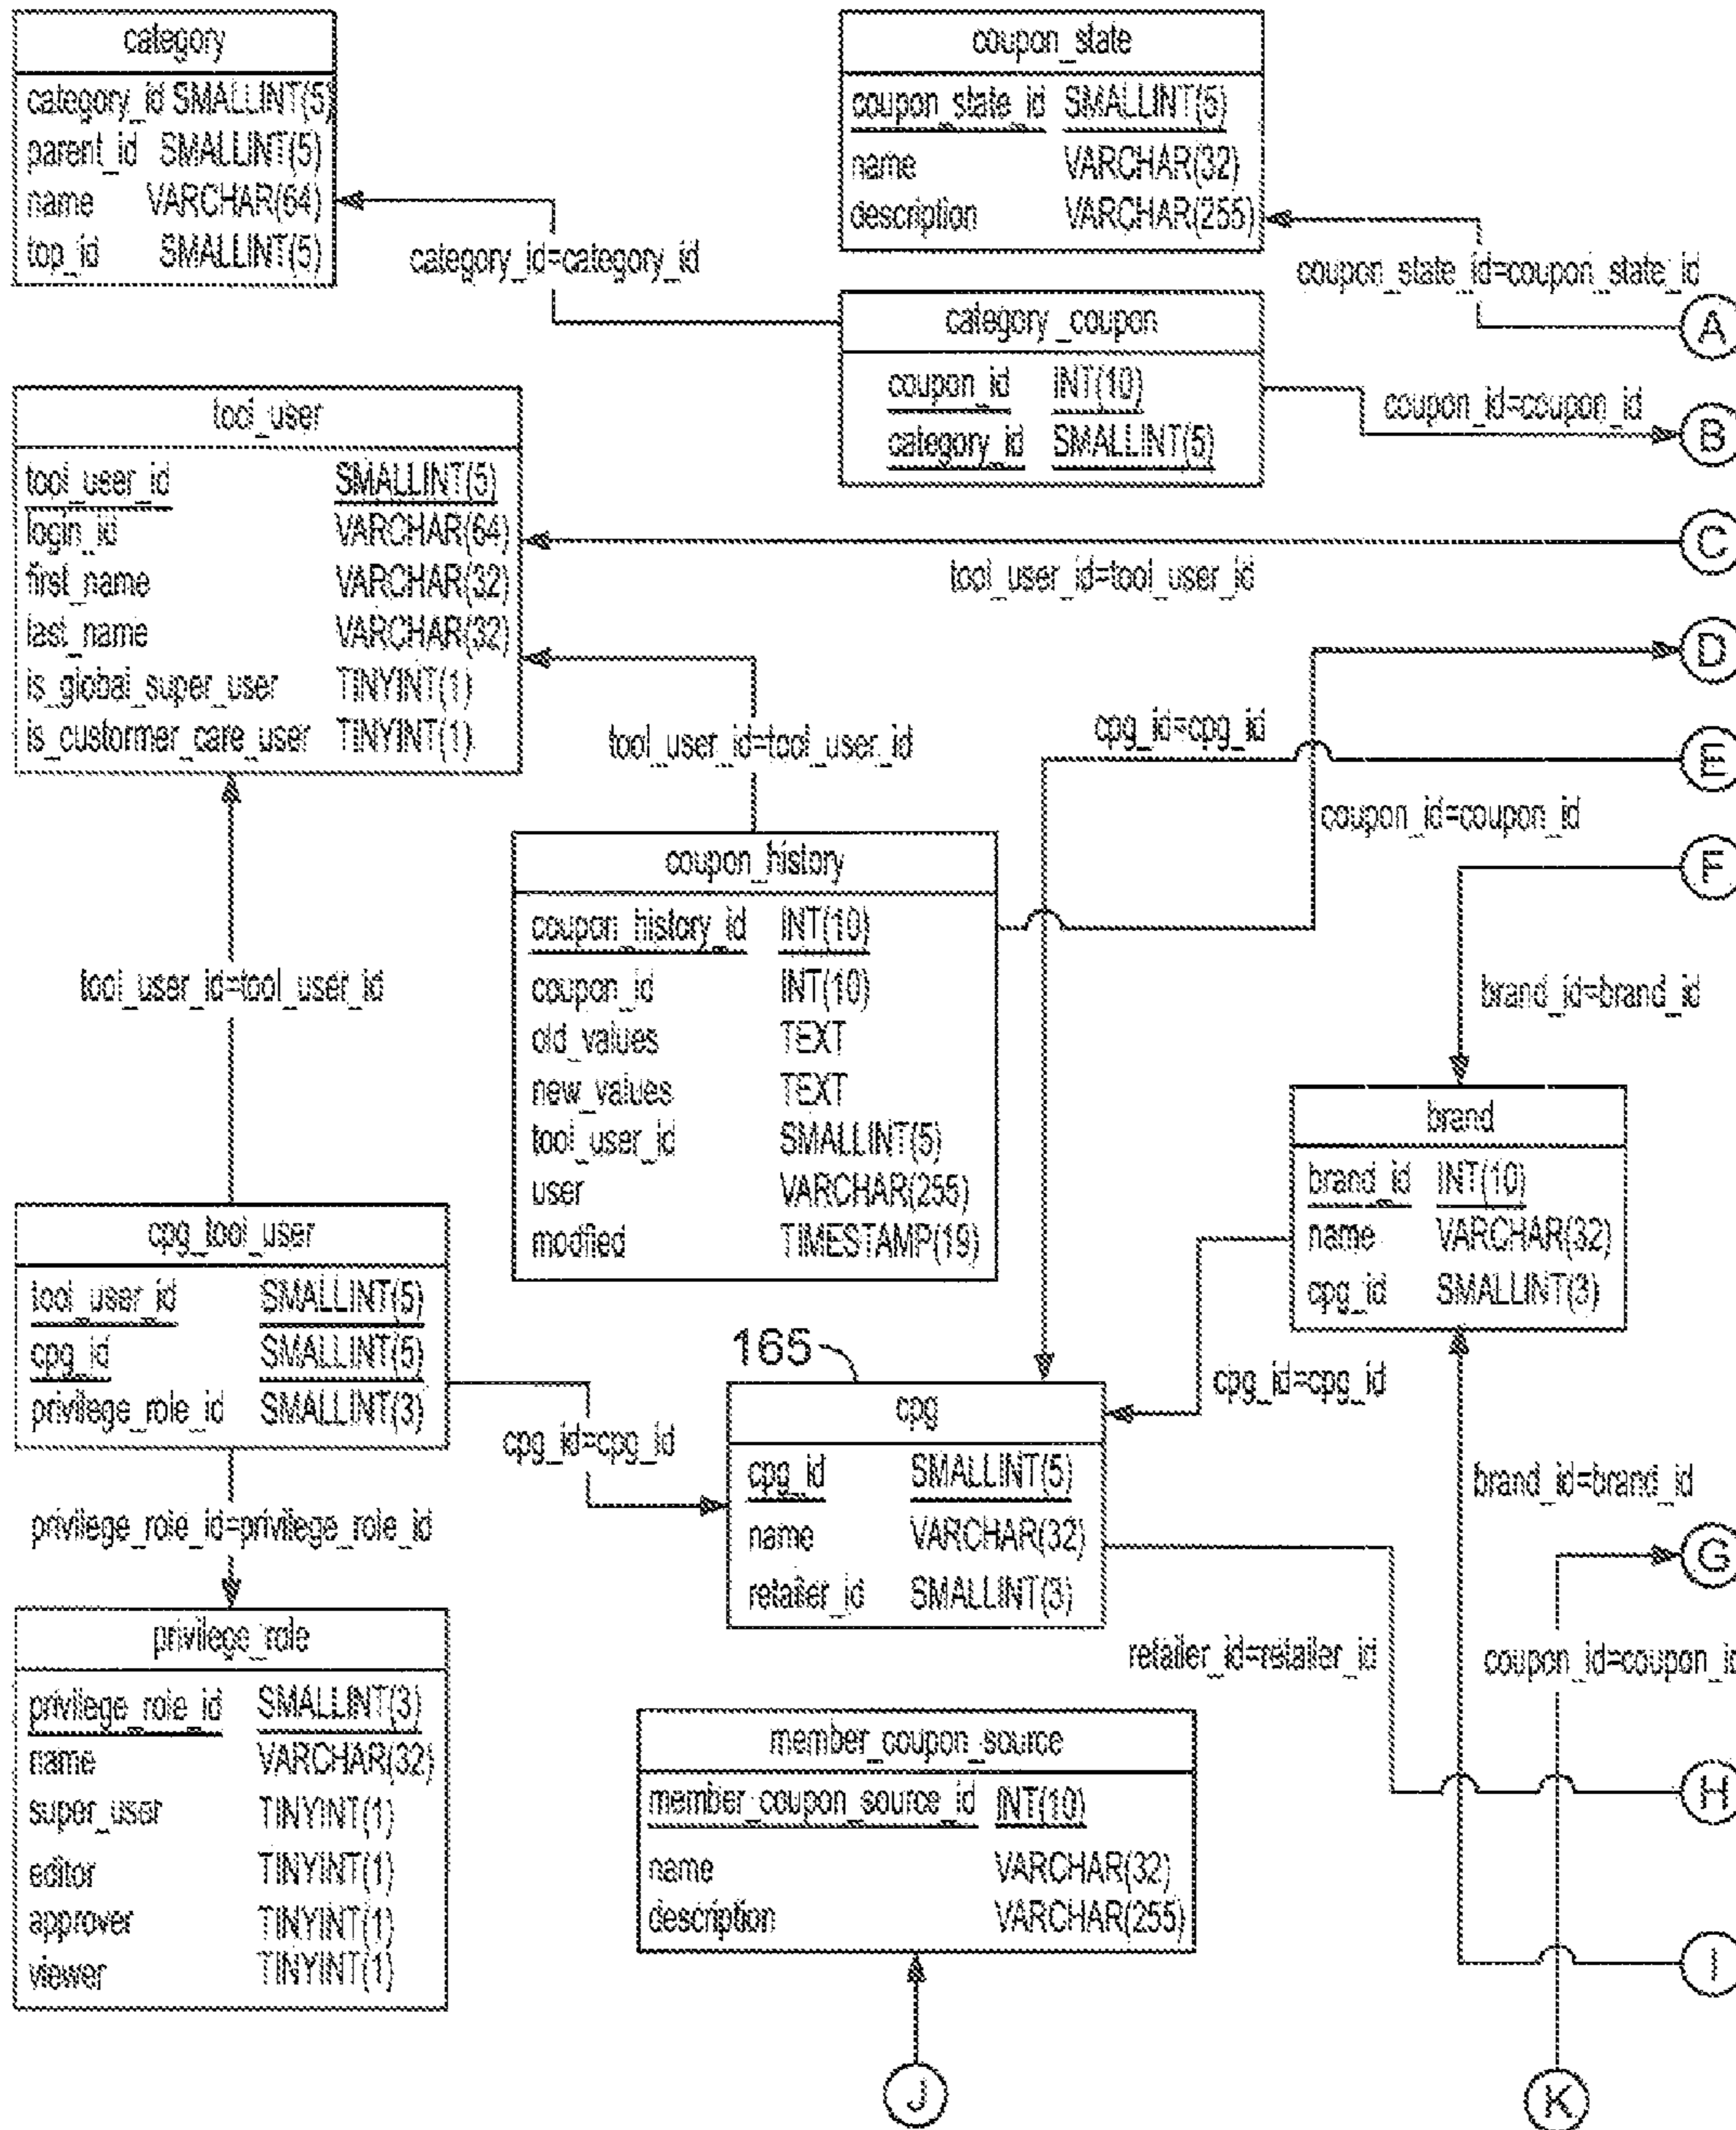 category
category_id SMALLINT(5)
parent_id SMALLINT(5)
name VARCHAR(64)
top_id SMALLINT(5)
category_id=category_id
coupon_state
coupon_state_id SMALLINT(5)
name VARCHAR(32)
description VARCHAR(255)
coupon_state_id=coupon_state_id
A
category_coupon
coupon_id INT(10)
category_id SMALLINT(5)
coupon_id=coupon_id
B
tool_user
tool_user_id SMALLINT(5)
login_id VARCHAR(64)
first_name VARCHAR(32)
last_name VARCHAR(32)
is_global_super_user TINYINT(1)
is_custormer_care_user TINYINT(1)
C
tool_user_id=tool_user_id
D
tool_user_id=tool_user_id
cpg_id=cpg_id
E
coupon_id=coupon_id
F
coupon_history
coupon_history_id INT(10)
coupon_id INT(10)
old_values TEXT
new_values TEXT
tool_user_id SMALLINT(5)
user VARCHAR(255)
modfied TIMESTAMP(19)
tool_user_id=tool_user_id
brand_id=brand_id
brand
brand_id INT(10)
name VARCHAR(32)
cpg_id SMALLINT(3)
cpg_tool_user
tool_user_id SMALLINT(5)
cpg_id SMALLINT(5)
privilege_role_id SMALLINT(3)
cpg_id=cpg_id
165
cpg
cpg_id SMALLINT(5)
name VARCHAR(32)
retailer_id SMALLINT(3)
cpg_id=cpg_id
brand_id=brand_id
G
privilege_role_id=privilege_role_id
privilege_role
privilege_role_id SMALLINT(3)
name VARCHAR(32)
super_user TINYINT(1)
editor TINYINT(1)
approver TINYINT(1)
viewer TINYINT(1)
retailer_id=retailer_id
coupon_id=coupon_id
member_coupon_source
member_coupon_source_id INT(10)
name VARCHAR(32)
description VARCHAR(255)
H
I
J
K